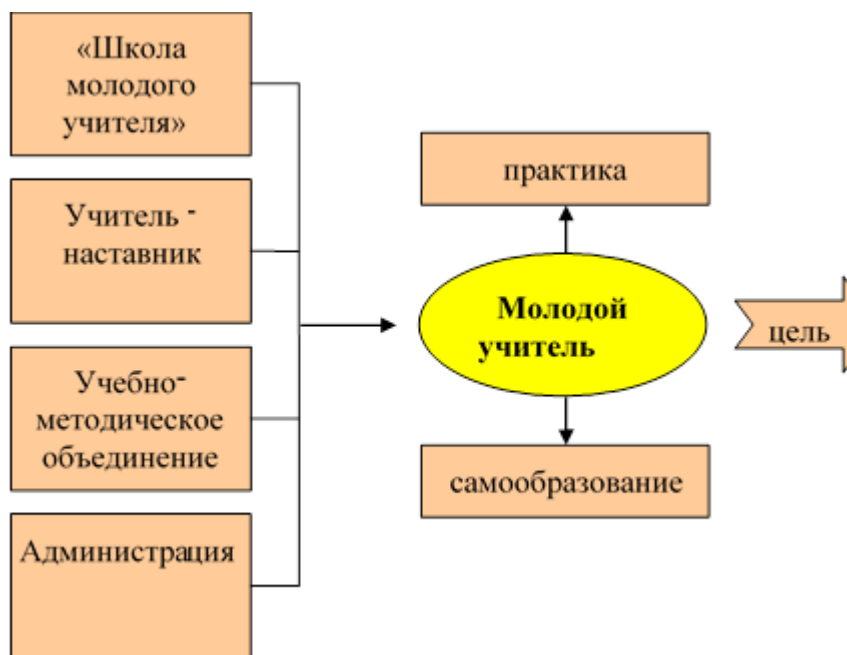 «Школа
молодого
учителя»
Учитель -
наставник
Учебно-
методическое
объединение
Администрация
практика
Молодой
учитель
самообразование
цель